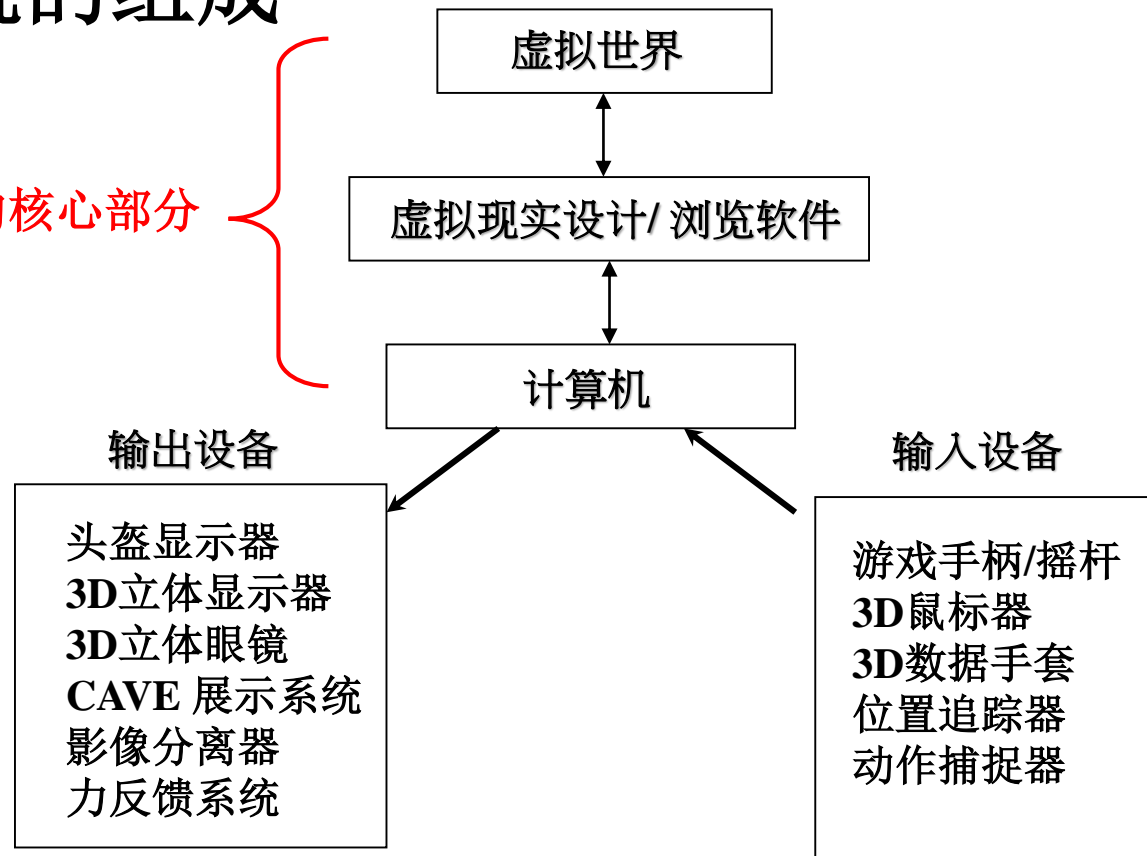 的组成
虚拟世界
核心部分
虚拟现实设计/ 浏览软件
计算机
输出设备
输入设备
头盔显示器
3D立体显示器
3D立体眼镜
CAVE 展示系统
影像分离器
力反馈系统
游戏手柄/摇杆
3D鼠标器
3D数据手套
位置追踪器
动作捕捉器